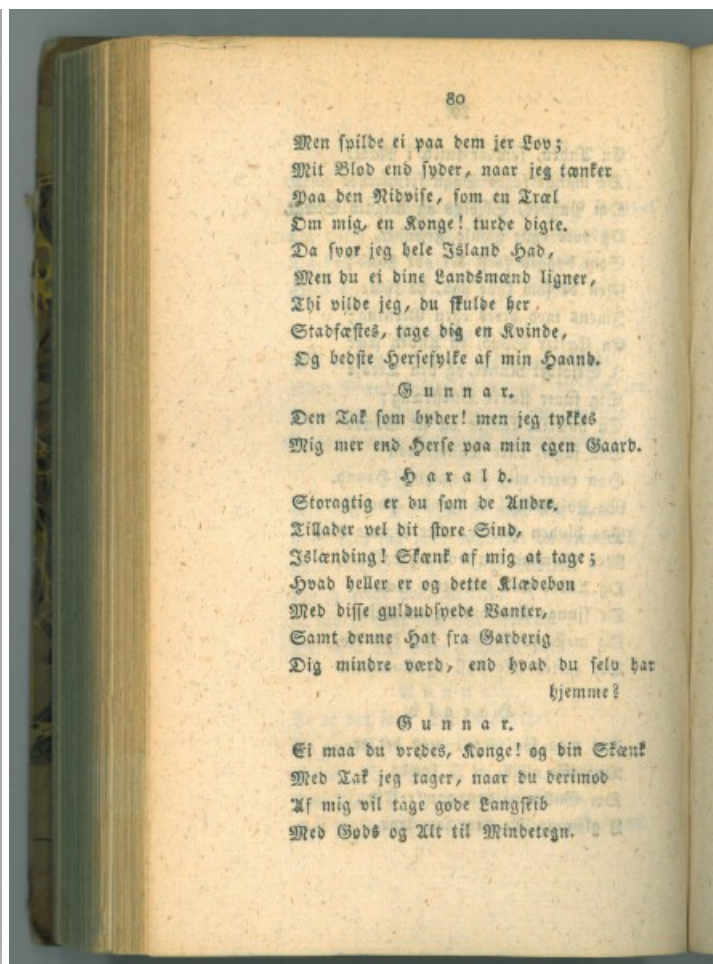 80
Men spilde ei paa dem jer Lov;
Mit Blod end syder, naar jeg tænker
Paa den Nidvise, som en Træl
Om mig, en Konge! turde digte.
Da svor jeg hele Island Had,
Men du ei dine Landsmænd ligner,
Thi vilde jeg, du skulde her
Stadfæstes, tage dig en Kvinde,
Og bedste Hersefylke af min Haand.
Gunnar.
Den Tak som byder! men jeg tykkes
Mig mer end Herse paa min egen Gaard.
Harald.
Storagtig er du som de Andre.
Tillader vel dit store Sind,
Islænding! Skænk af mig at tage;
Hvad heller er og dette Klædebon
Med disse guldudsyede Vanter,
Samt denne Hat fra Garderig
Dig mindre værd, end hvad du selv har
hjemme?
Gunnar.
Ei maa du vredes, Konge! og din Skænk
Med Tak jeg tager, naar du derimod
Af mig vil tage gode Langskib
Med Gods og Alt til Mindetegn.